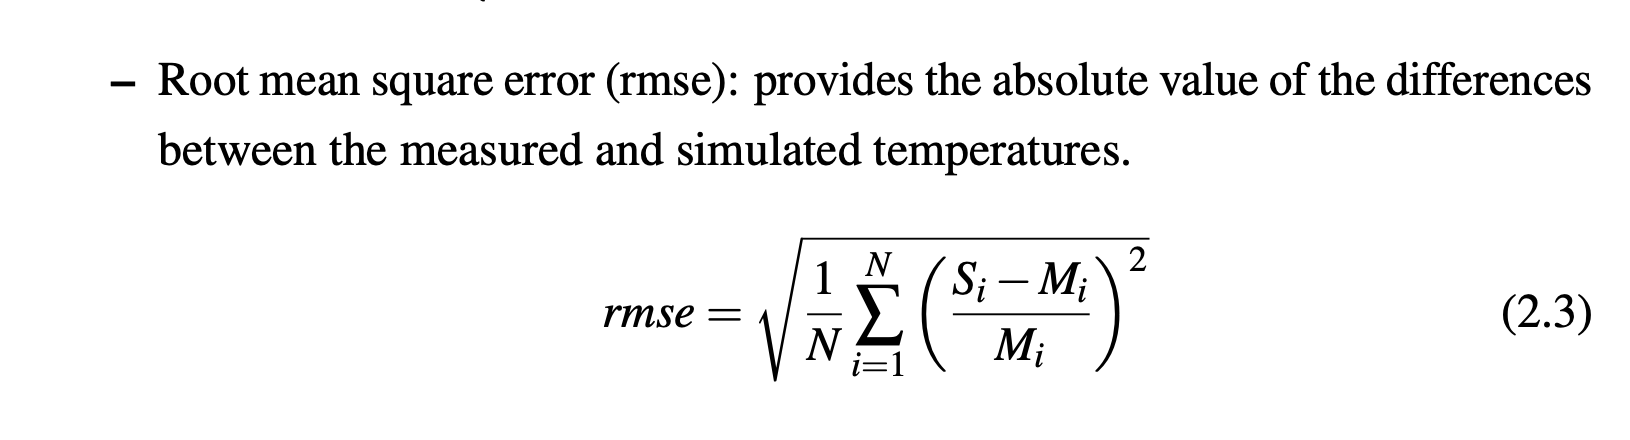 – Root mean square error (rmse): provides the absolute value of the differences
between the measured and simulated temperatures.
rmse = √(1/N ∑_{i=1}^{N} ((S_i − M_i)/M_i)^2) (2.3)